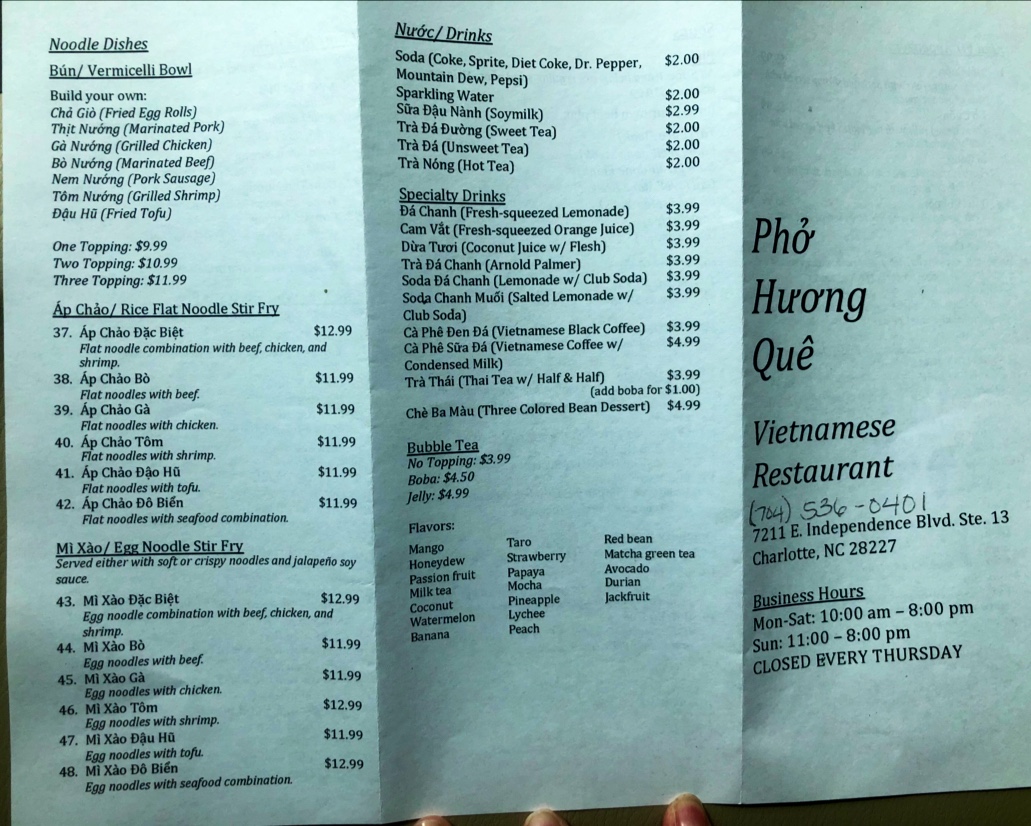 Noodle Dishes
Bún/ Vermicelli Bowl
Build your own:
Chả Giò (Fried Egg Rolls)
Thịt Nướng (Marinated Pork)
Gà Nướng (Grilled Chicken)
Bò Nướng (Marinated Beef)
Nem Nướng (Pork Sausage)
Tôm Nướng (Grilled Shrimp)
Đậu Hũ (Fried Tofu)
One Topping: $9.99
Two Topping: $10.99
Three Topping: $11.99
Áp Chảo/ Rice Flat Noodle Stir Fry
37. Áp Chảo Đặc Biệt $12.99
Flat noodle combination with beef, chicken, and
shrimp.
38. Áp Chảo Bò $11.99
Flat noodles with beef.
39. Áp Chảo Gà $11.99
Flat noodles with chicken.
40. Áp Chảo Tôm $11.99
Flat noodles with shrimp.
41. Áp Chảo Đậo Hũ $11.99
Flat noodles with tofu.
42. Áp Chảo Đồ Biển $11.99
Flat noodles with seafood combination.
Mì Xào/ Egg Noodle Stir Fry
Served either with soft or crispy noodles and jalapeño soy
sauce.
43. Mì Xào Đặc Biệt $12.99
Egg noodle combination with beef, chicken, and
shrimp.
44. Mì Xào Bò $11.99
Egg noodles with beef.
45. Mì Xào Gà $11.99
Egg noodles with chicken.
46. Mì Xào Tôm $12.99
Egg noodles with shrimp.
47. Mì Xào Đậu Hũ $11.99
Egg noodles with tofu.
48. Mì Xào Đồ Biển $12.99
Egg noodles with seafood combination.
Nước/ Drinks
Soda (Coke, Sprite, Diet Coke, Dr. Pepper, $2.00
Mountain Dew, Pepsi)
Sparkling Water $2.00
Sữa Đậu Nành (Soymilk) $2.99
Trà Đá Đường (Sweet Tea) $2.00
Trà Đá (Unsweet Tea) $2.00
Trà Nóng (Hot Tea) $2.00
Specialty Drinks
Đá Chanh (Fresh-squeezed Lemonade) $3.99
Cam Vắt (Fresh-squeezed Orange Juice) $3.99
Dừa Tươi (Coconut Juice w/ Flesh) $3.99
Trà Đá Chanh (Arnold Palmer) $3.99
Soda Đá Chanh (Lemonade w/ Club Soda) $3.99
Soda Chanh Muối (Salted Lemonade w/ $3.99
Club Soda)
Cà Phê Đen Đá (Vietnamese Black Coffee) $3.99
Cà Phê Sữa Đá (Vietnamese Coffee w/ $4.99
Condensed Milk)
Trà Thái (Thai Tea w/ Half & Half) $3.99
(add boba for $1.00)
Chè Ba Màu (Three Colored Bean Dessert) $4.99
Bubble Tea
No Topping: $3.99
Boba: $4.50
Jelly: $4.99
Flavors:
Mango Taro Red bean
Honeydew Strawberry Matcha green tea
Passion fruit Papaya Avocado
Milk tea Mocha Durian
Coconut Pineapple Jackfruit
Watermelon Lychee
Banana Peach
Phở
Hương
Quê
Vietnamese
Restaurant
(704) 536-0401
7211 E. Independence Blvd. Ste. 13
Charlotte, NC 28227
Business Hours
Mon-Sat: 10:00 am – 8:00 pm
Sun: 11:00 – 8:00 pm
CLOSED EVERY THURSDAY